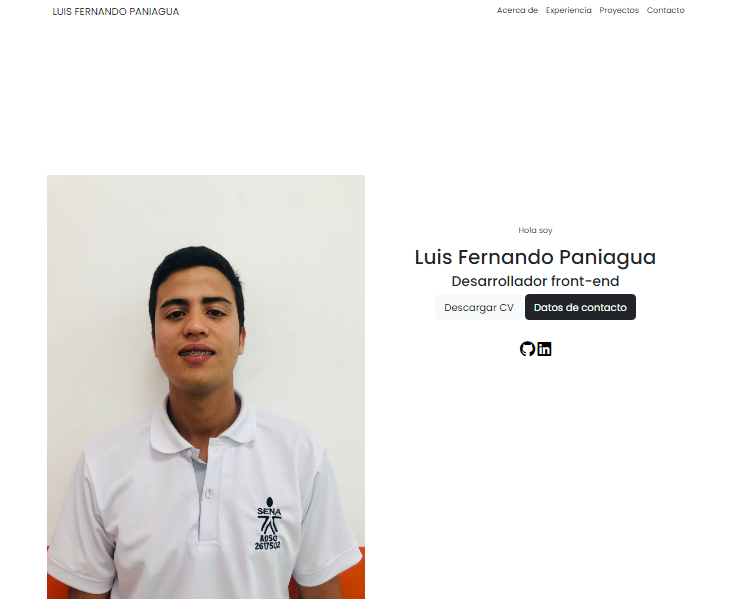 LUIS FERNANDO PANIAGUA
Acerca de Experiencia Proyectos Contacto
Hola soy
Luis Fernando Paniagua
Desarrollador front-end
Descargar CV Datos de contacto
in
SENA
ADSO
2617502